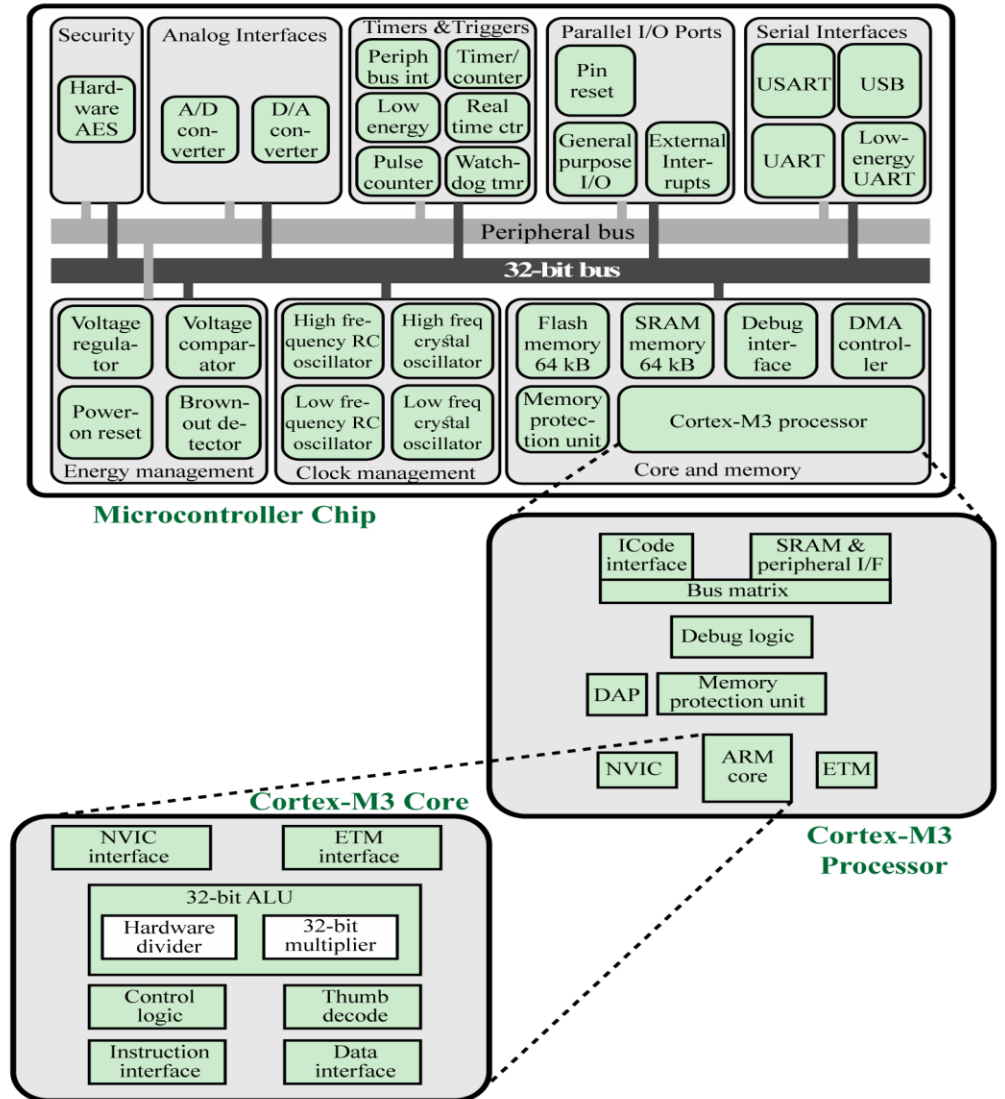 Security
Hard-
ware
AES
Analog Interfaces
A/D
con-
verter
D/A
con-
verter
Timers &Triggers
Periph
bus int
Timer/
counter
Low
energy
Real
time ctr
Pulse
counter
Watch-
dog tmr
Parallel I/O Ports
Pin
reset
General
purpose
I/O
External
Inter-
rupts
Serial Interfaces
USART
USB
UART
Low-
energy
UART
Peripheral bus
32-bit bus
Voltage
regula-
tor
Voltage
compar-
ator
Power-
on reset
Brown-
out de-
tector
Energy management
High fre-
quency RC
oscillator
High freq
crystal
oscillator
Low fre-
quency RC
oscillator
Low freq
crystal
oscillator
Clock management
Flash
memory
64 kB
SRAM
memory
64 kB
Debug
inter-
face
DMA
control-
ler
Memory
protec-
tion unit
Cortex-M3 processor
Core and memory
Microcontroller Chip
ICode
interface
SRAM &
peripheral I/F
Bus matrix
Debug logic
DAP
Memory
protection unit
NVIC
ARM
core
ETM
Cortex-M3
Processor
Cortex-M3 Core
NVIC
interface
ETM
interface
32-bit ALU
Hardware
divider
32-bit
multiplier
Control
logic
Thumb
decode
Instruction
interface
Data
interface